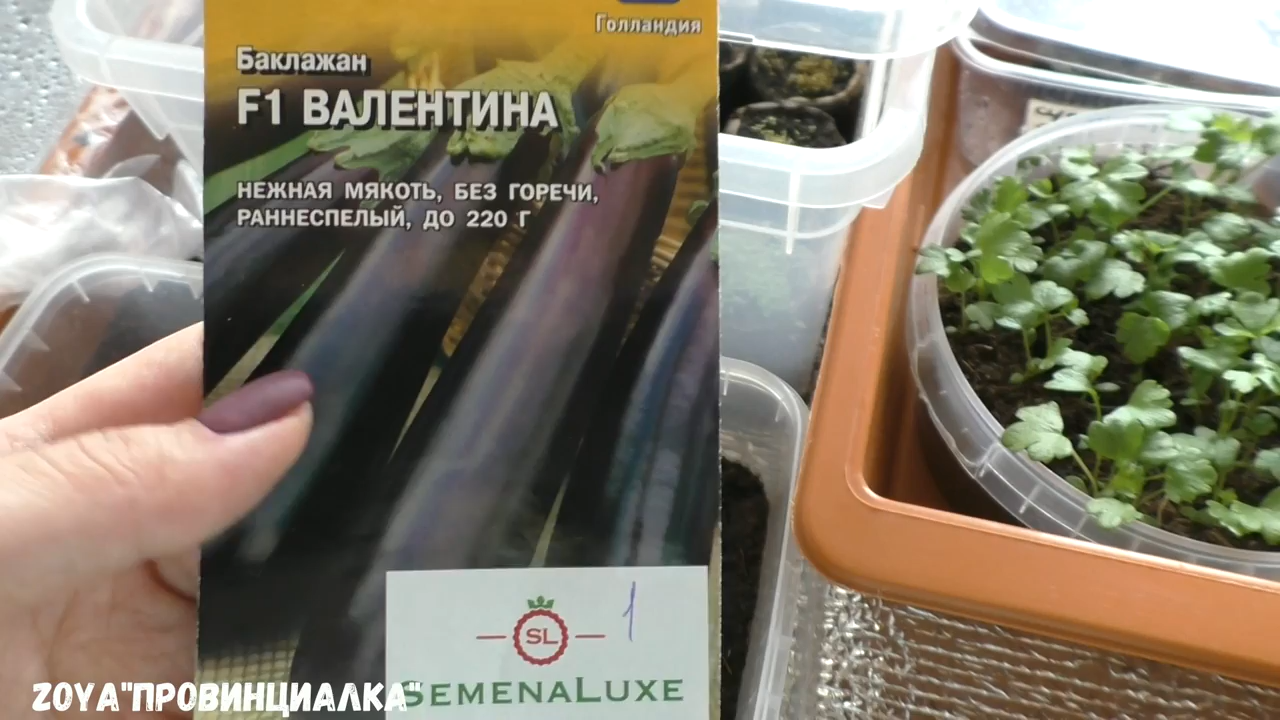 Голландия
Баклажан
F1 ВАЛЕНТИНА
НЕЖНАЯ МЯКОТЬ, БЕЗ ГОРЕЧИ,
РАННЕСПЕЛЫЙ, ДО 220 Г
1
SL
SEMENALUXE
ZOYA"ПРОВИНЦИАЛКА"